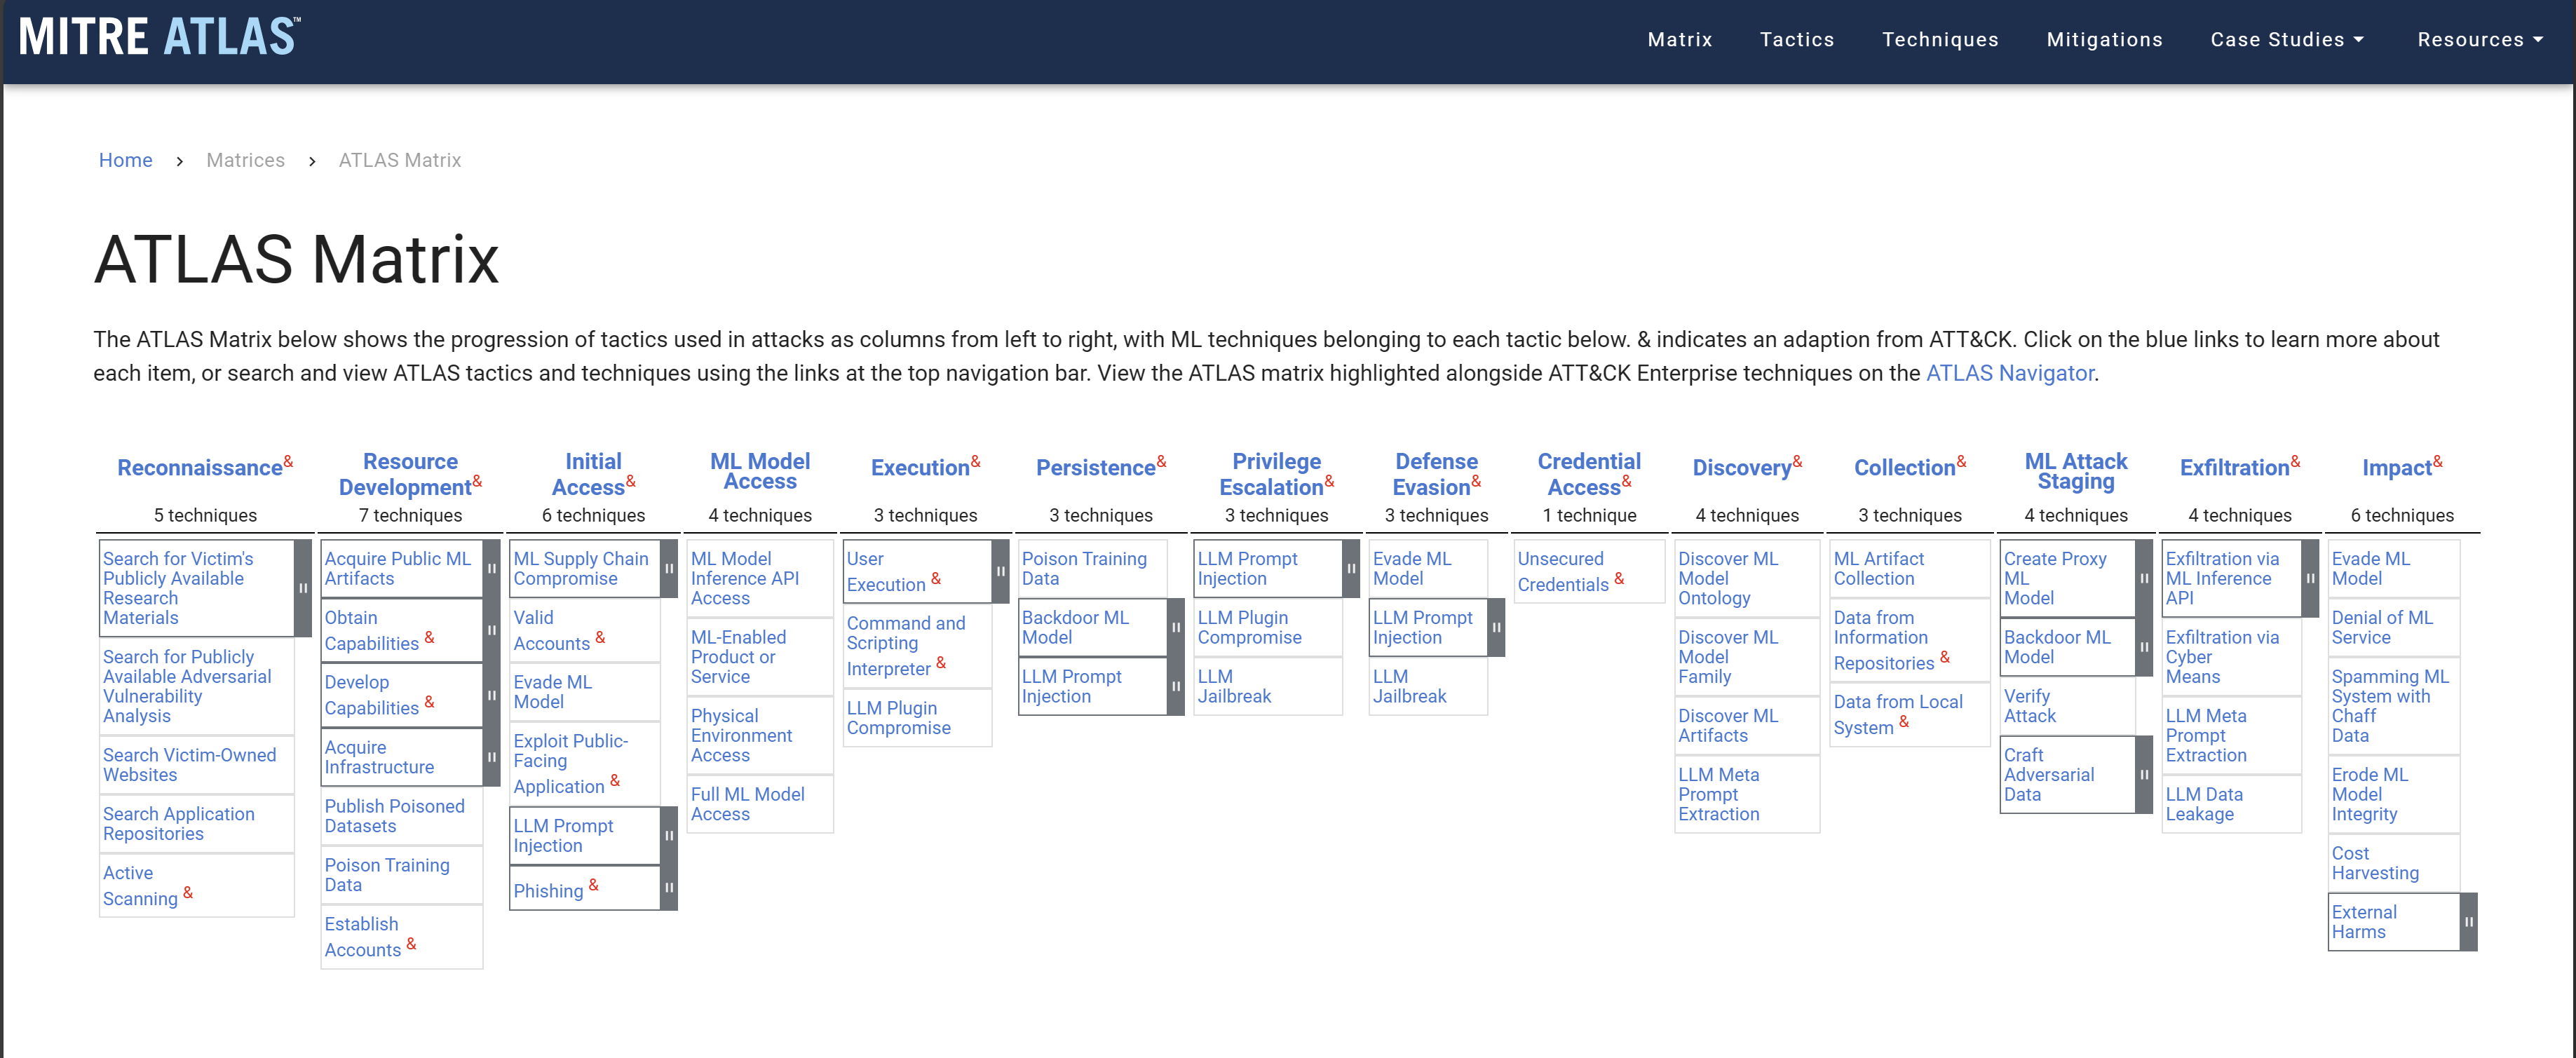 MITRE ATLAS™
Matrix Tactics Techniques Mitigations Case Studies Resources
Home > Matrices > ATLAS Matrix
ATLAS Matrix
The ATLAS Matrix below shows the progression of tactics used in attacks as columns from left to right, with ML techniques belonging to each tactic below. & indicates an adaption from ATT&CK. Click on the blue links to learn more about
each item, or search and view ATLAS tactics and techniques using the links at the top navigation bar. View the ATLAS matrix highlighted alongside ATT&CK Enterprise techniques on the ATLAS Navigator.
Reconnaissance&
5 techniques
Search for Victim's
Publicly Available
Research
Materials
Search for Publicly
Available Adversarial
Vulnerability
Analysis
Search Victim-Owned
Websites
Search Application
Repositories
Active
Scanning &
Resource
Development&
7 techniques
Acquire Public ML
Artifacts
Obtain
Capabilities &
Develop
Capabilities &
Acquire
Infrastructure
Publish Poisoned
Datasets
Poison Training
Data
Establish
Accounts &
Initial
Access&
6 techniques
ML Supply Chain
Compromise
Valid
Accounts &
Evade ML
Model
Exploit Public-
Facing
Application &
LLM Prompt
Injection
Phishing &
ML Model
Access
4 techniques
ML Model
Inference API
Access
ML-Enabled
Product or
Service
Physical
Environment
Access
Full ML Model
Access
Execution&
3 techniques
User
Execution &
Command and
Scripting
Interpreter &
LLM Plugin
Compromise
Persistence&
3 techniques
Poison Training
Data
Backdoor ML
Model
LLM Prompt
Injection
Privilege
Escalation&
3 techniques
LLM Prompt
Injection
LLM Plugin
Compromise
LLM
Jailbreak
Defense
Evasion&
3 techniques
Evade ML
Model
LLM Prompt
Injection
LLM
Jailbreak
Credential
Access&
1 technique
Unsecured
Credentials &
Discovery&
4 techniques
Discover ML
Model
Ontology
Discover ML
Model
Family
Discover ML
Artifacts
LLM Meta
Prompt
Extraction
Collection&
3 techniques
ML Artifact
Collection
Data from
Information
Repositories &
Data from Local
System &
ML Attack
Staging
4 techniques
Create Proxy
ML
Model
Backdoor ML
Model
Verify
Attack
Craft
Adversarial
Data
Exfiltration&
4 techniques
Exfiltration via
ML Inference
API
Exfiltration via
Cyber
Means
LLM Meta
Prompt
Extraction
LLM Data
Leakage
Impact&
6 techniques
Evade ML
Model
Denial of ML
Service
Spamming ML
System with
Chaff
Data
Erode ML
Model
Integrity
Cost
Harvesting
External
Harms